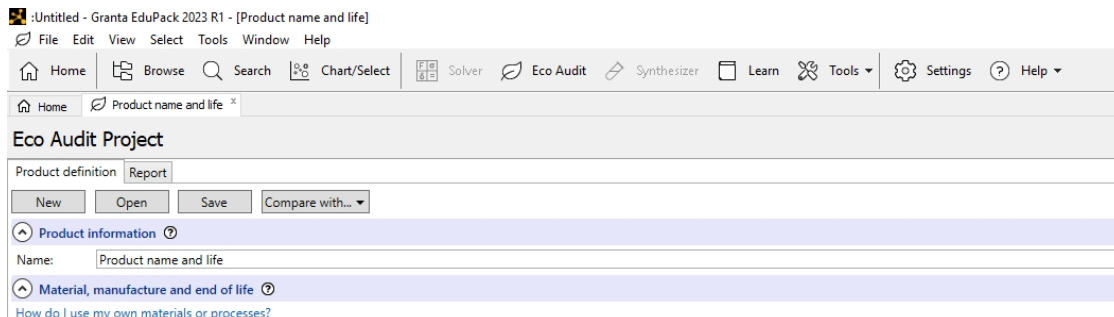 :Untitled - Granta EduPack 2023 R1 - [Product name and life]
File Edit View Select Tools Window Help
Home Browse Search Chart/Select Solver Eco Audit Synthesizer Learn Tools Settings ? Help
Home Product name and life x
Eco Audit Project
Product definition Report
New Open Save Compare with...
Product information ?
Name: Product name and life
Material, manufacture and end of life ?
How do I use my own materials or processes?